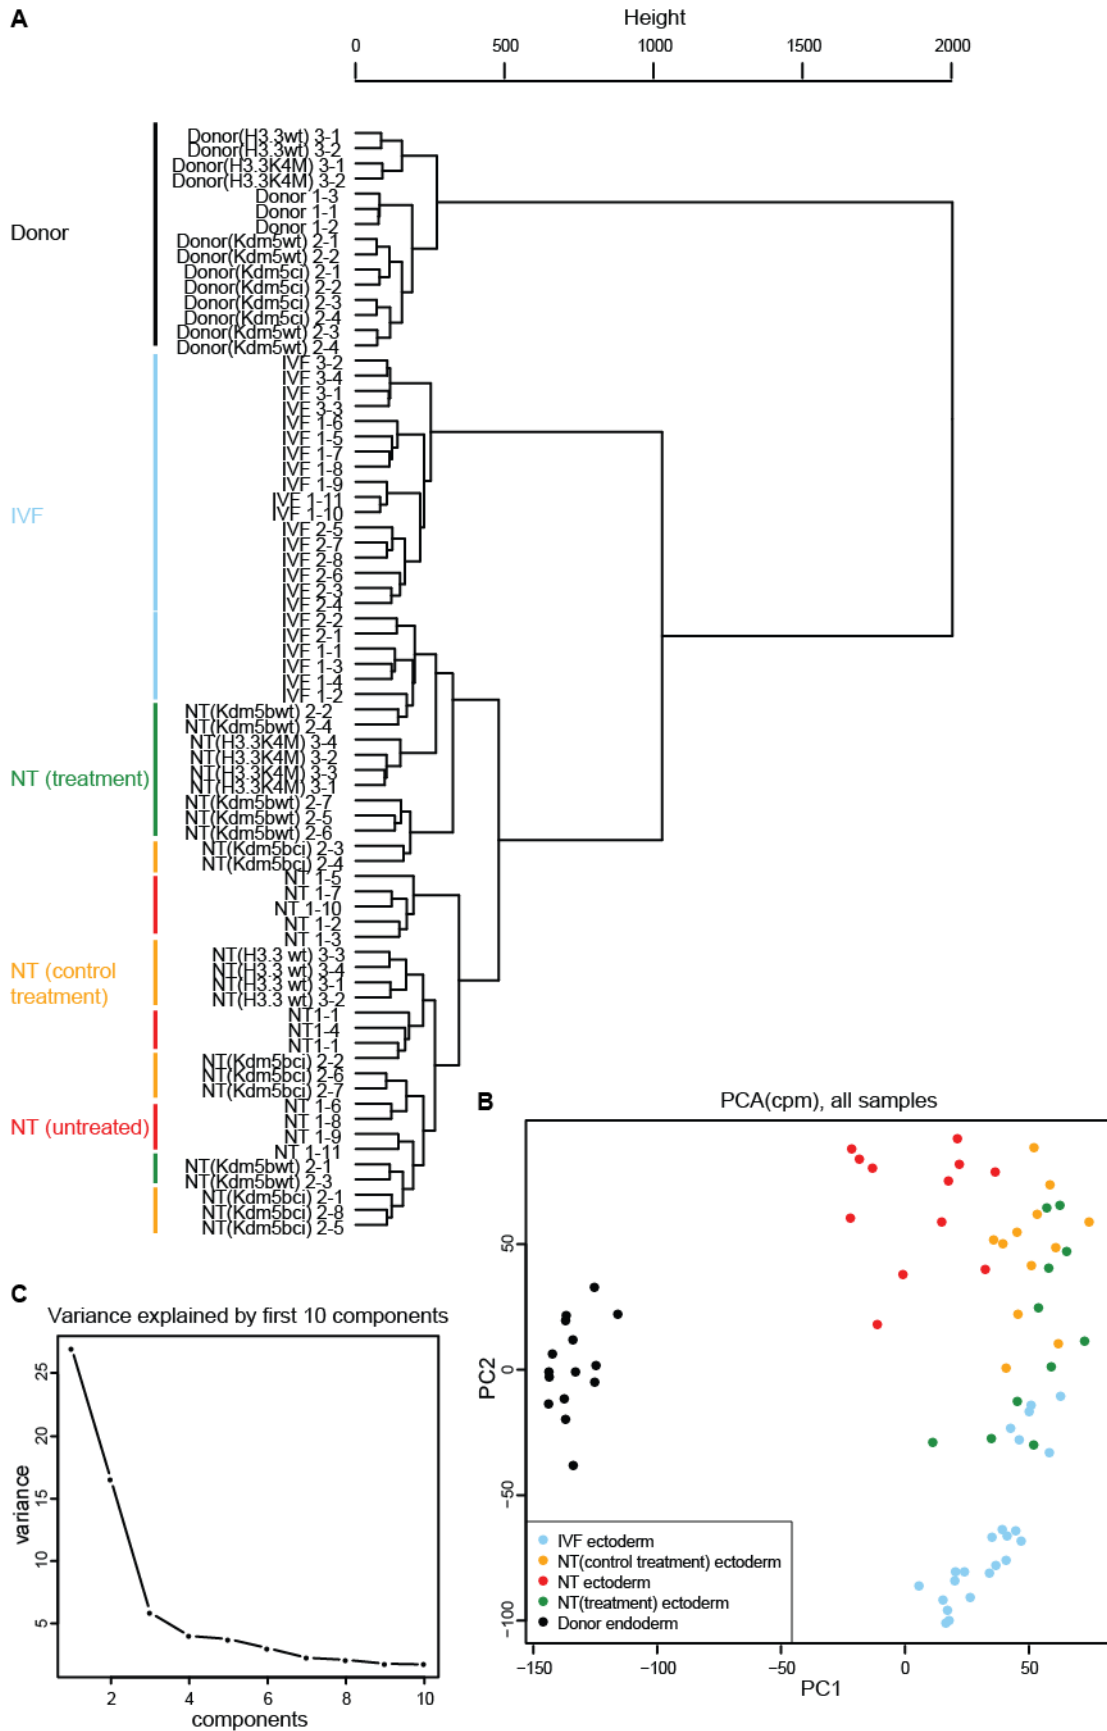 A
Height
0 500 1000 1500 2000
Donor(H3.3wt) 3-1
Donor(H3.3wt) 3-2
Donor(H3.3K4M) 3-1
Donor(H3.3K4M) 3-2
Donor 1-3
Donor 1-1
Donor 1-2
Donor
Donor(Kdm5wt) 2-1
Donor(Kdm5wt) 2-2
Donor(Kdm5ci) 2-1
Donor(Kdm5ci) 2-2
Donor(Kdm5ci) 2-3
Donor(Kdm5ci) 2-4
Donor(Kdm5wt) 2-3
Donor(Kdm5wt) 2-4
IVF 3-2
IVF 3-4
IVF 3-1
IVF 3-3
IVF 1-6
IVF 1-5
IVF 1-7
IVF 1-8
IVF 1-9
IVF 1-11
IVF 1-10
IVF
IVF 2-5
IVF 2-7
IVF 2-8
IVF 2-6
IVF 2-3
IVF 2-4
IVF 2-2
IVF 2-1
IVF 1-1
IVF 1-3
IVF 1-4
IVF 1-2
NT(Kdm5bwt) 2-2
NT(Kdm5bwt) 2-4
NT(H3.3K4M) 3-4
NT(H3.3K4M) 3-2
NT(H3.3K4M) 3-3
NT(H3.3K4M) 3-1
NT (treatment)
NT(Kdm5bwt) 2-7
NT(Kdm5bwt) 2-5
NT(Kdm5bwt) 2-6
NT(Kdm5bci) 2-3
NT(Kdm5bci) 2-4
NT 1-5
NT 1-7
NT 1-10
NT 1-2
NT 1-3
NT(H3.3 wt) 3-3
NT(H3.3 wt) 3-4
NT(H3.3 wt) 3-1
NT(H3.3 wt) 3-2
NT (control
treatment)
NT1-1
NT1-4
NT1-1
NT(Kdm5bci) 2-2
NT(Kdm5bci) 2-6
NT(Kdm5bci) 2-7
NT 1-6
NT 1-8
NT 1-9
NT 1-11
NT (untreated)
NT(Kdm5bwt) 2-1
NT(Kdm5bwt) 2-3
NT(Kdm5bci) 2-1
NT(Kdm5bci) 2-8
NT(Kdm5bci) 2-5
B
PCA(cpm), all samples
PC2
50
0
−50
−100
IVF ectoderm
NT(control treatment) ectoderm
NT ectoderm
NT(treatment) ectoderm
Donor endoderm
−150 −100 −50 0 50
PC1
C
Variance explained by first 10 components
variance
25
20
15
10
5
2 4 6 8 10
components